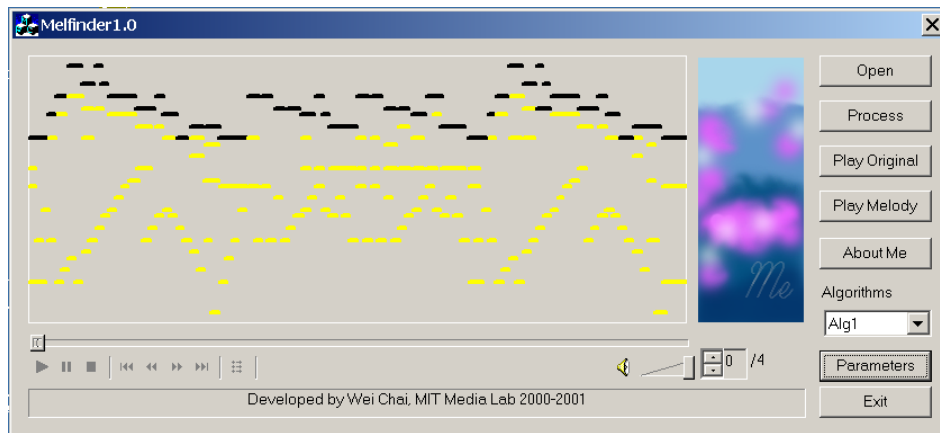 Melfinder1.0
Open
Process
Play Original
Play Melody
About Me
Me
Algorithms
Alg1
0 /4
Parameters
Developed by Wei Chai, MIT Media Lab 2000-2001
Exit